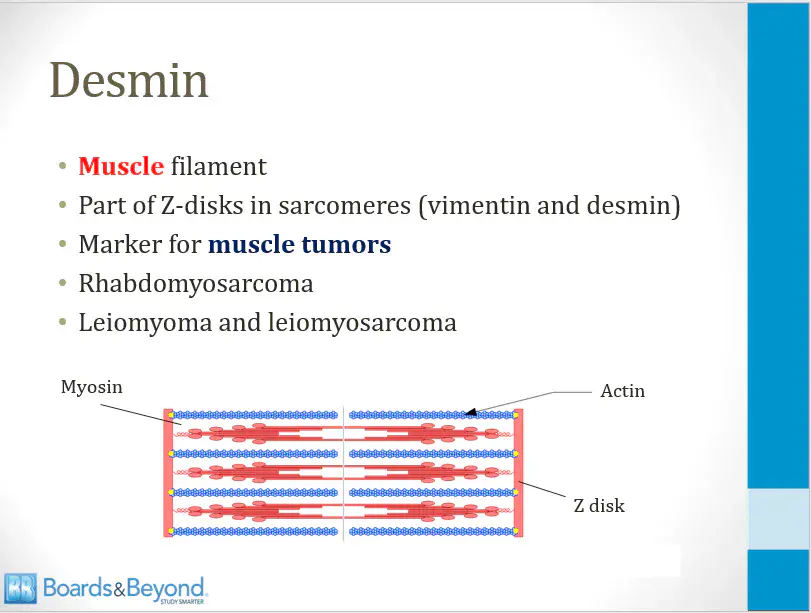 Desmin
• Muscle filament
• Part of Z-disks in sarcomeres (vimentin and desmin)
• Marker for muscle tumors
• Rhabdomyosarcoma
• Leiomyoma and leiomyosarcoma
Myosin
Actin
Z disk
BB Boards&Beyond.
STUDY SMARTER